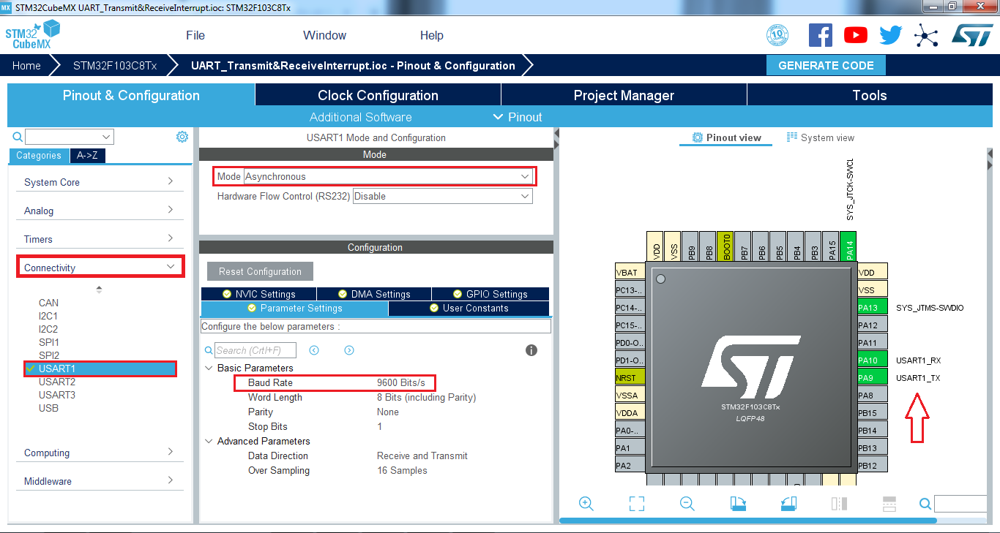 MX STM32CubeMX UART_Transmit&ReceiveInterrupt.ioc: STM32F103C8Tx
STM32
CubeMX
File Window Help
10
ST
Home STM32F103C8Tx UART_Transmit&ReceiveInterrupt.ioc - Pinout & Configuration GENERATE CODE
Pinout & Configuration Clock Configuration Project Manager Tools
Additional Software Pinout
Categories A->Z
System Core
Analog
Timers
Connectivity
CAN
I2C1
I2C2
SPI1
SPI2
USART1
USART2
USART3
USB
Computing
Middleware
USART1 Mode and Configuration
Mode
Mode Asynchronous
Hardware Flow Control (RS232) Disable
Configuration
Reset Configuration
NVIC Settings DMA Settings GPIO Settings
Parameter Settings User Constants
Configure the below parameters :
Search (Crtl+F)
Basic Parameters
Baud Rate 9600 Bits/s
Word Length 8 Bits (including Parity)
Parity None
Stop Bits 1
Advanced Parameters
Data Direction Receive and Transmit
Over Sampling 16 Samples
Pinout view System view
SYS_JTCK-SWCL
VDD VSS PB9 PB8 BOOT0 PB7 PB6 PB5 PB4 PB3 PA15 PA14
VBAT VDD
PC13-.. VSS
PC14-.. PA13 SYS_JTMS-SWDIO
PC15-.. PA12
PD0-O.. PA11
PD1-O.. PA10 USART1_RX
NRST PA9 USART1_TX
VSSA PA8
VDDA PB15
PA0-.. PB14
PA1 PB13
PA2 PB12
ST
STM32F103C8Tx
LQFP48